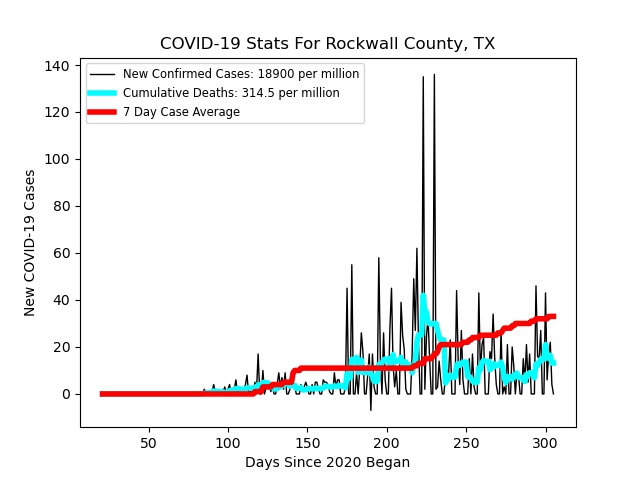 COVID-19 Stats For Rockwall County, TX
New Confirmed Cases: 18900 per million
Cumulative Deaths: 314.5 per million
7 Day Case Average
New COVID-19 Cases
140
120
100
80
60
40
20
0
50 100 150 200 250 300
Days Since 2020 Began